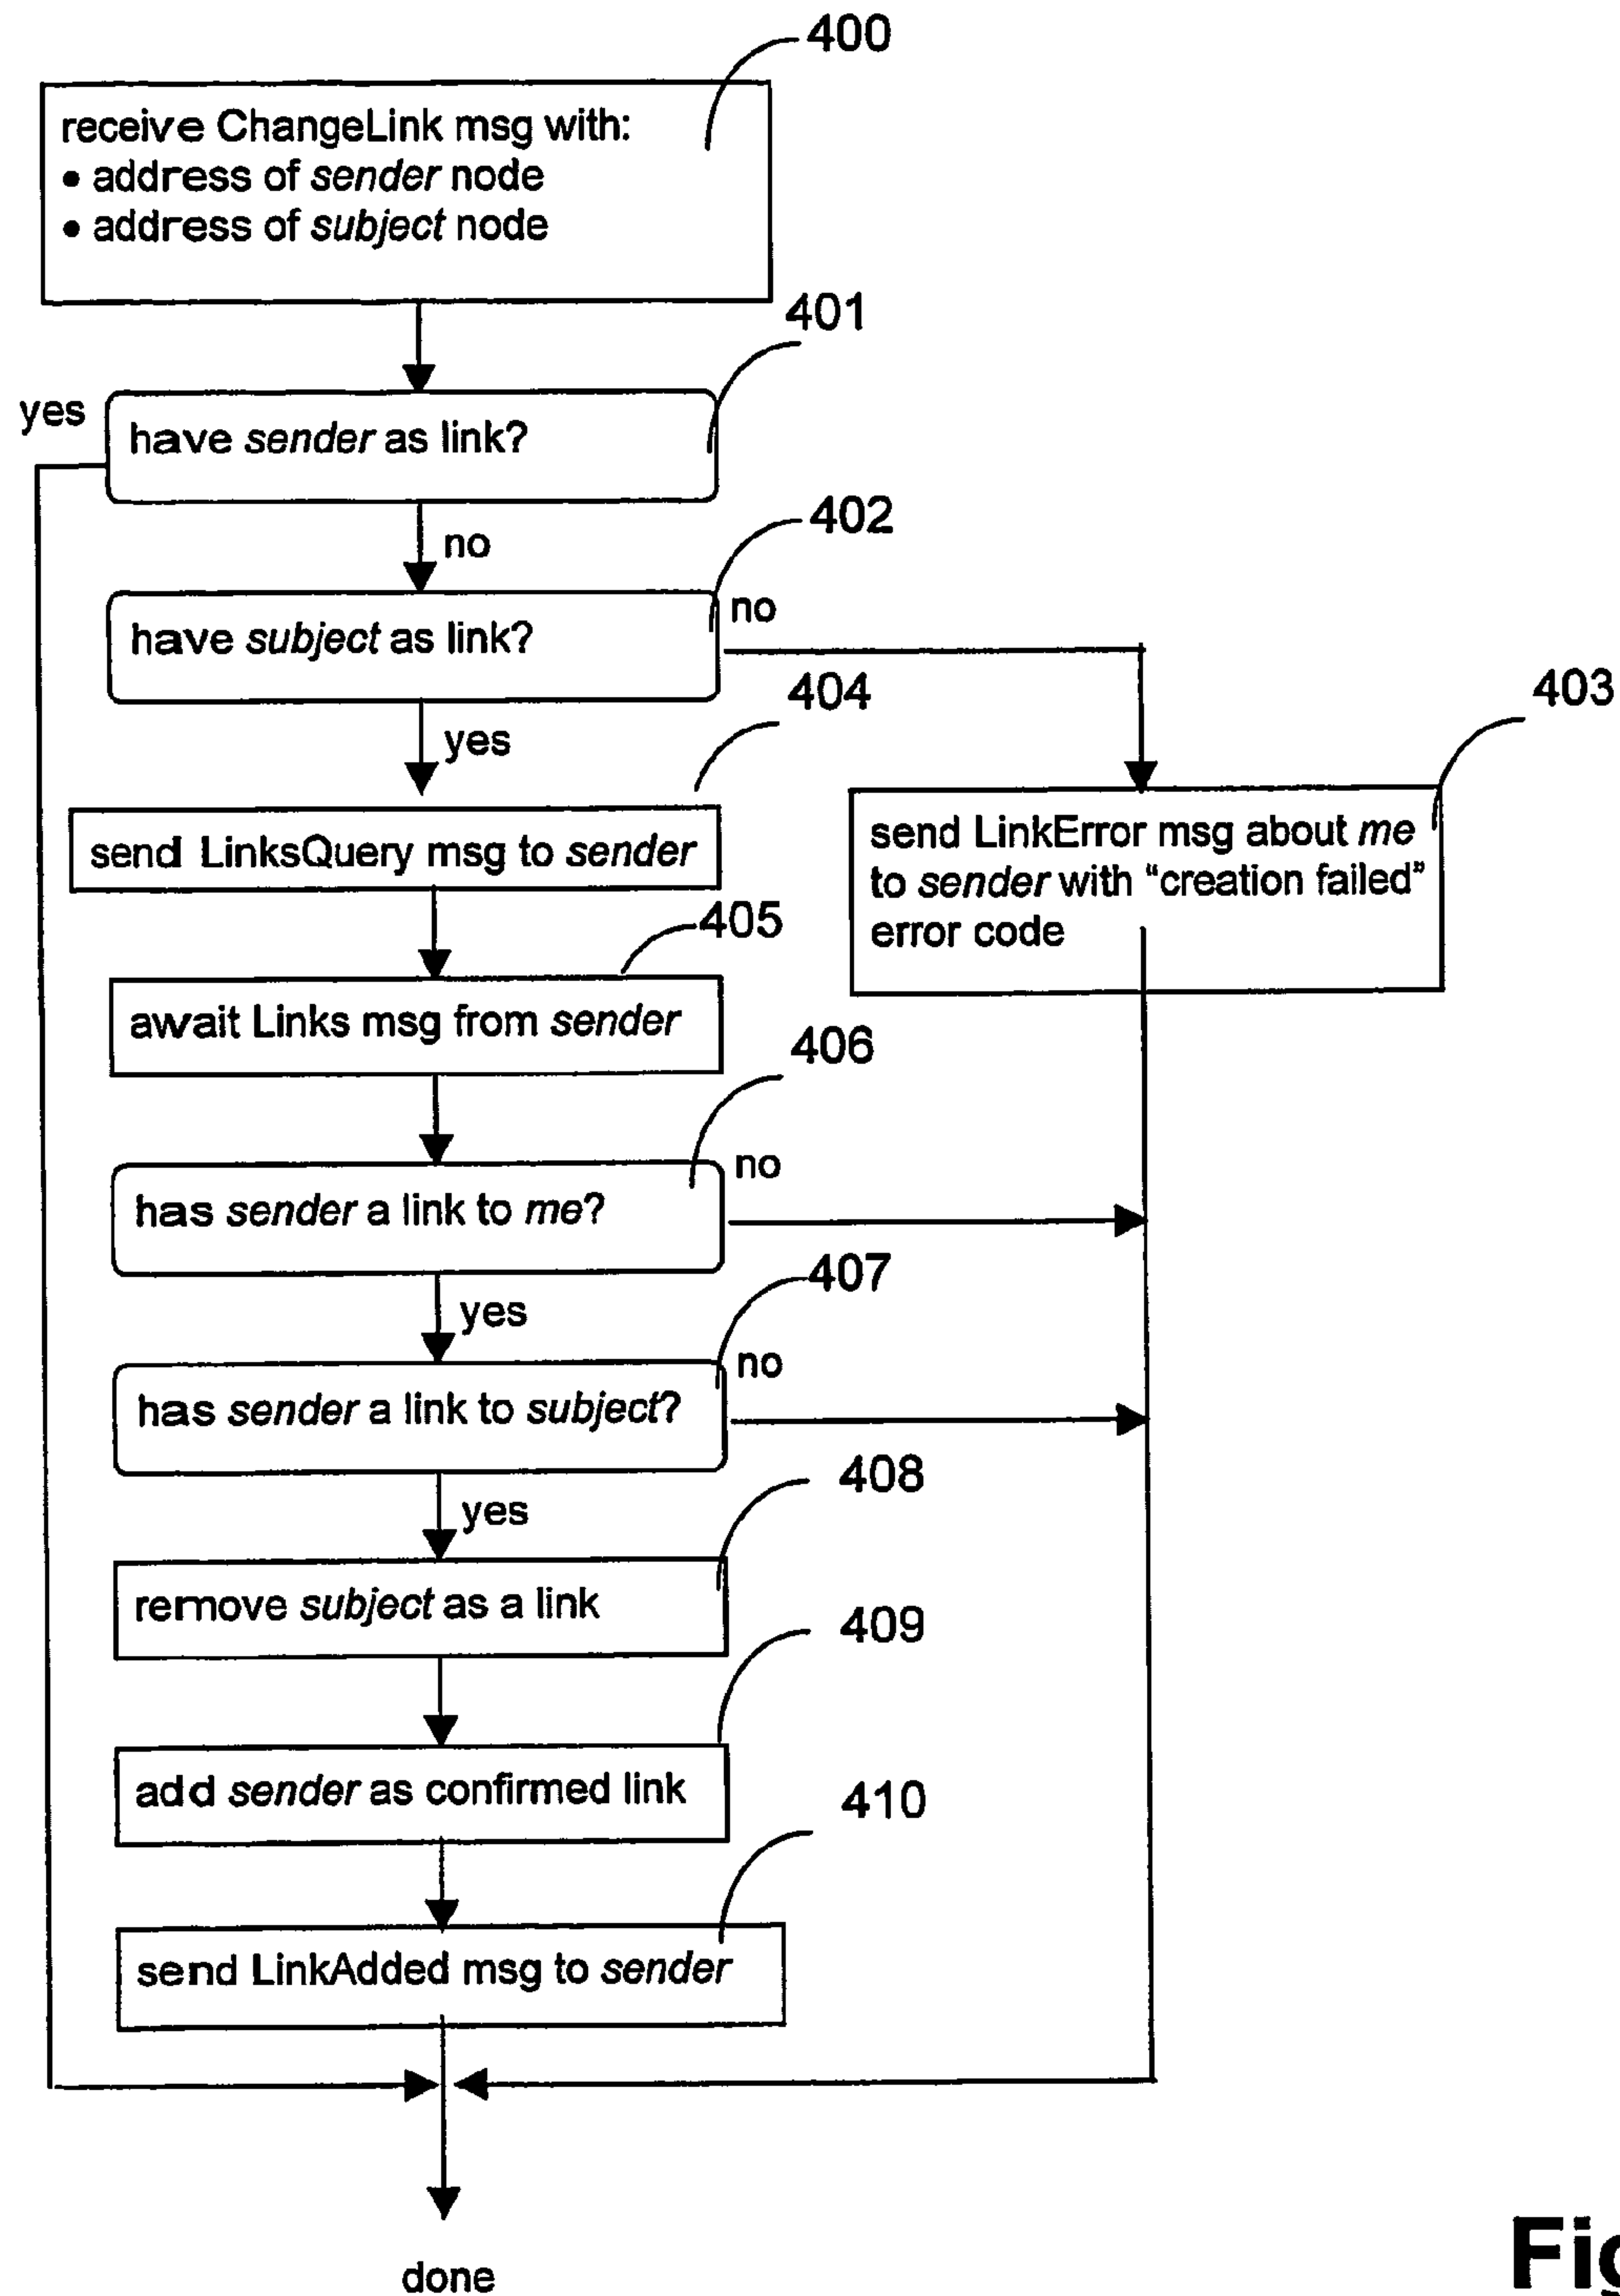 400
receive ChangeLink msg with:
• address of sender node
• address of subject node
401
yes
have sender as link?
402
no
no
have subject as link?
404
403
yes
send LinksQuery msg to sender
send LinkError msg about me
to sender with “creation failed”
error code
405
await Links msg from sender
406
no
has sender a link to me?
407
yes
no
has sender a link to subject?
408
yes
remove subject as a link
409
add sender as confirmed link
410
send LinkAdded msg to sender
done